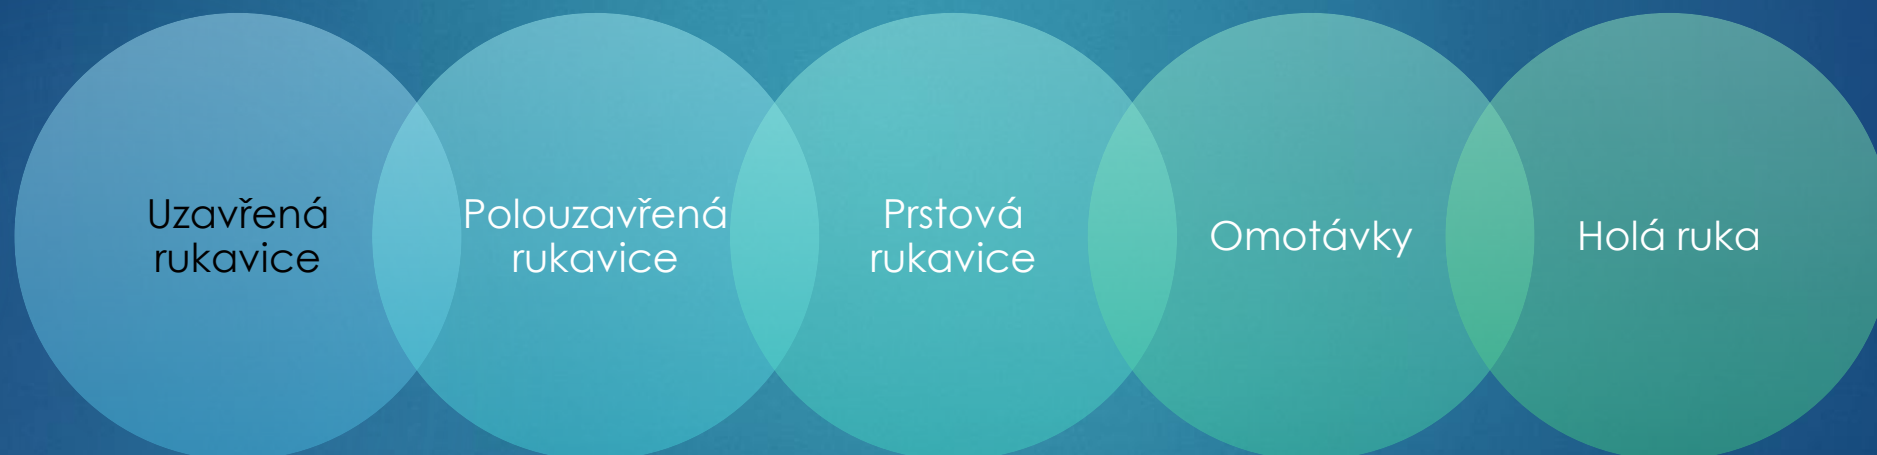 Uzavřená
rukavice
Polouzavřená
rukavice
Prstová
rukavice
Omotávky
Holá ruka